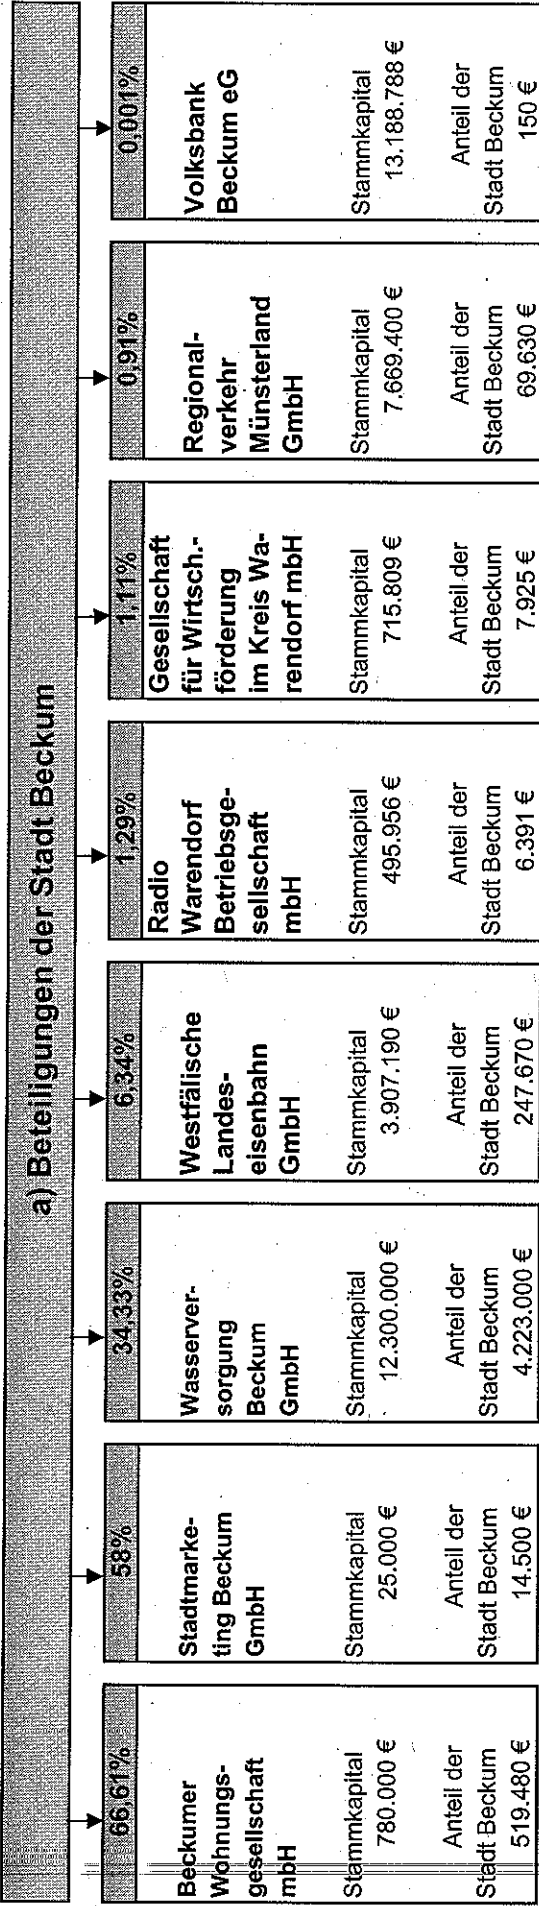 a) Beteiligungen der Stadt Beckum
66,61%
Beckumer
Wohnungs-
gesellschaft
mbH
Stammkapital
780.000 €
Anteil der
Stadt Beckum
519.480 €
58%
Stadtmarke-
ting Beckum
GmbH
Stammkapital
25.000 €
Anteil der
Stadt Beckum
14.500 €
34,33%
Wasserver-
sorgung
Beckum
GmbH
Stammkapital
12.300.000 €
Anteil der
Stadt Beckum
4.223.000 €
6,34%
Westfälische
Landes-
eisenbahn
GmbH
Stammkapital
3.907.190 €
Anteil der
Stadt Beckum
247.670 €
1,29%
Radio
Warendorf
Betriebsge-
sellschaft
mbH
Stammkapital
495.956 €
Anteil der
Stadt Beckum
6.391 €
1,11%
Gesellschaft
für Wirtsch.-
förderung
im Kreis Wa-
rendorf mbH
Stammkapital
715.809 €
Anteil der
Stadt Beckum
7.925 €
0,91%
Regional-
verkehr
Münsterland
GmbH
Stammkapital
7.669.400 €
Anteil der
Stadt Beckum
69.630 €
0,001%
Volksbank
Beckum eG
Stammkapital
13.188.788 €
Anteil der
Stadt Beckum
150 €